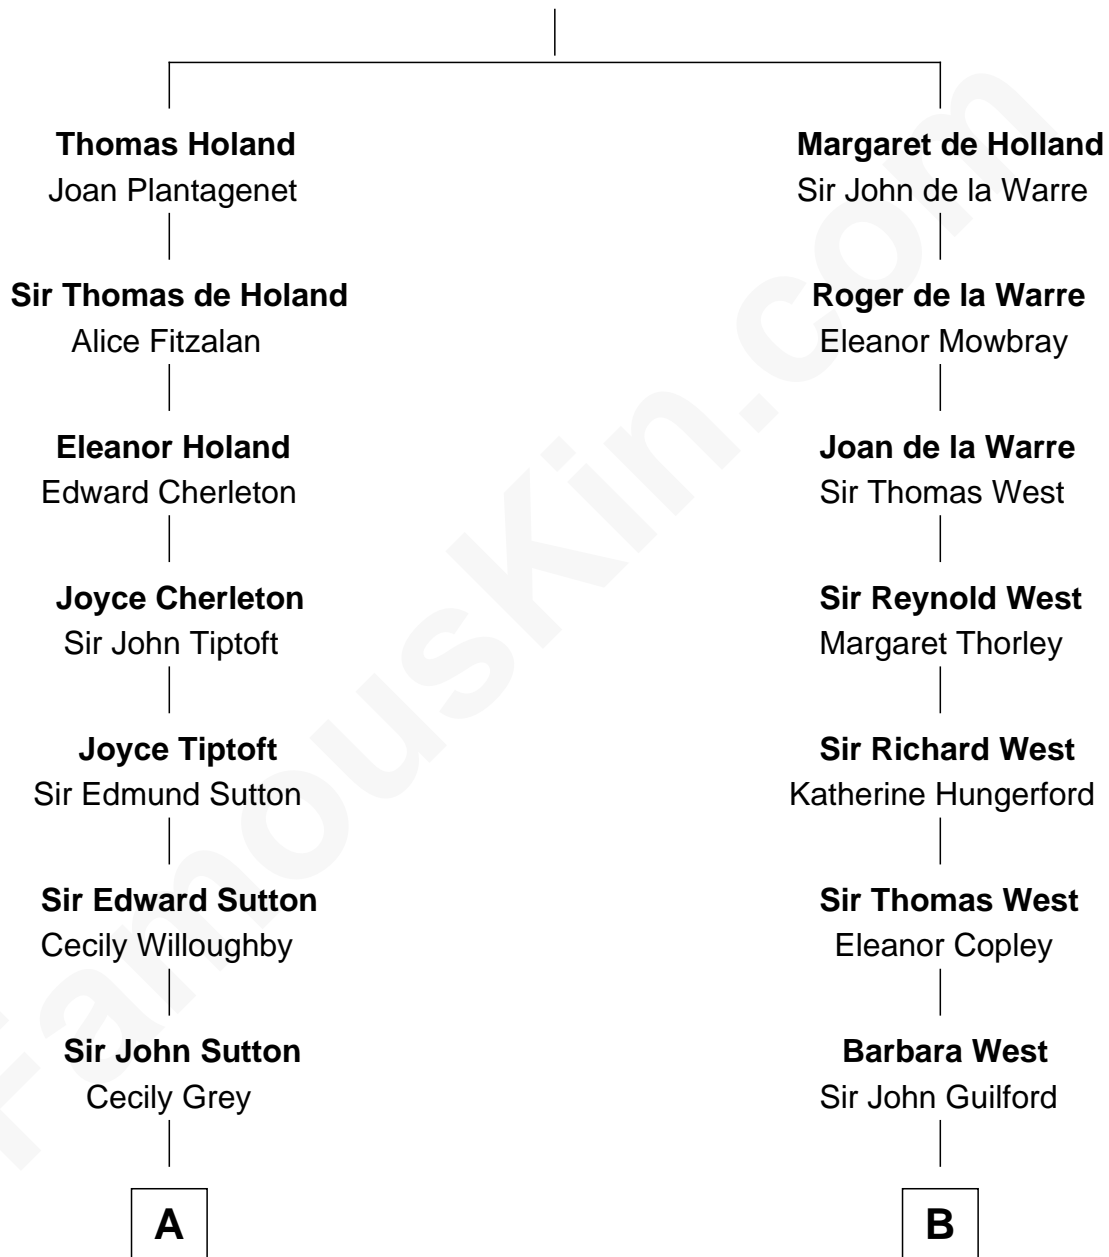 Thomas Holand
Joan Plantagenet
Sir Thomas de Holand
Alice Fitzalan
Eleanor Holand
Edward Cherleton
Joyce Cherleton
Sir John Tiptoft
Joyce Tiptoft
Sir Edmund Sutton
Sir Edward Sutton
Cecily Willoughby
Sir John Sutton
Cecily Grey
A
Margaret de Holland
Sir John de la Warre
Roger de la Warre
Eleanor Mowbray
Joan de la Warre
Sir Thomas West
Sir Reynold West
Margaret Thorley
Sir Richard West
Katherine Hungerford
Sir Thomas West
Eleanor Copley
Barbara West
Sir John Guilford
B
FamousKin.com